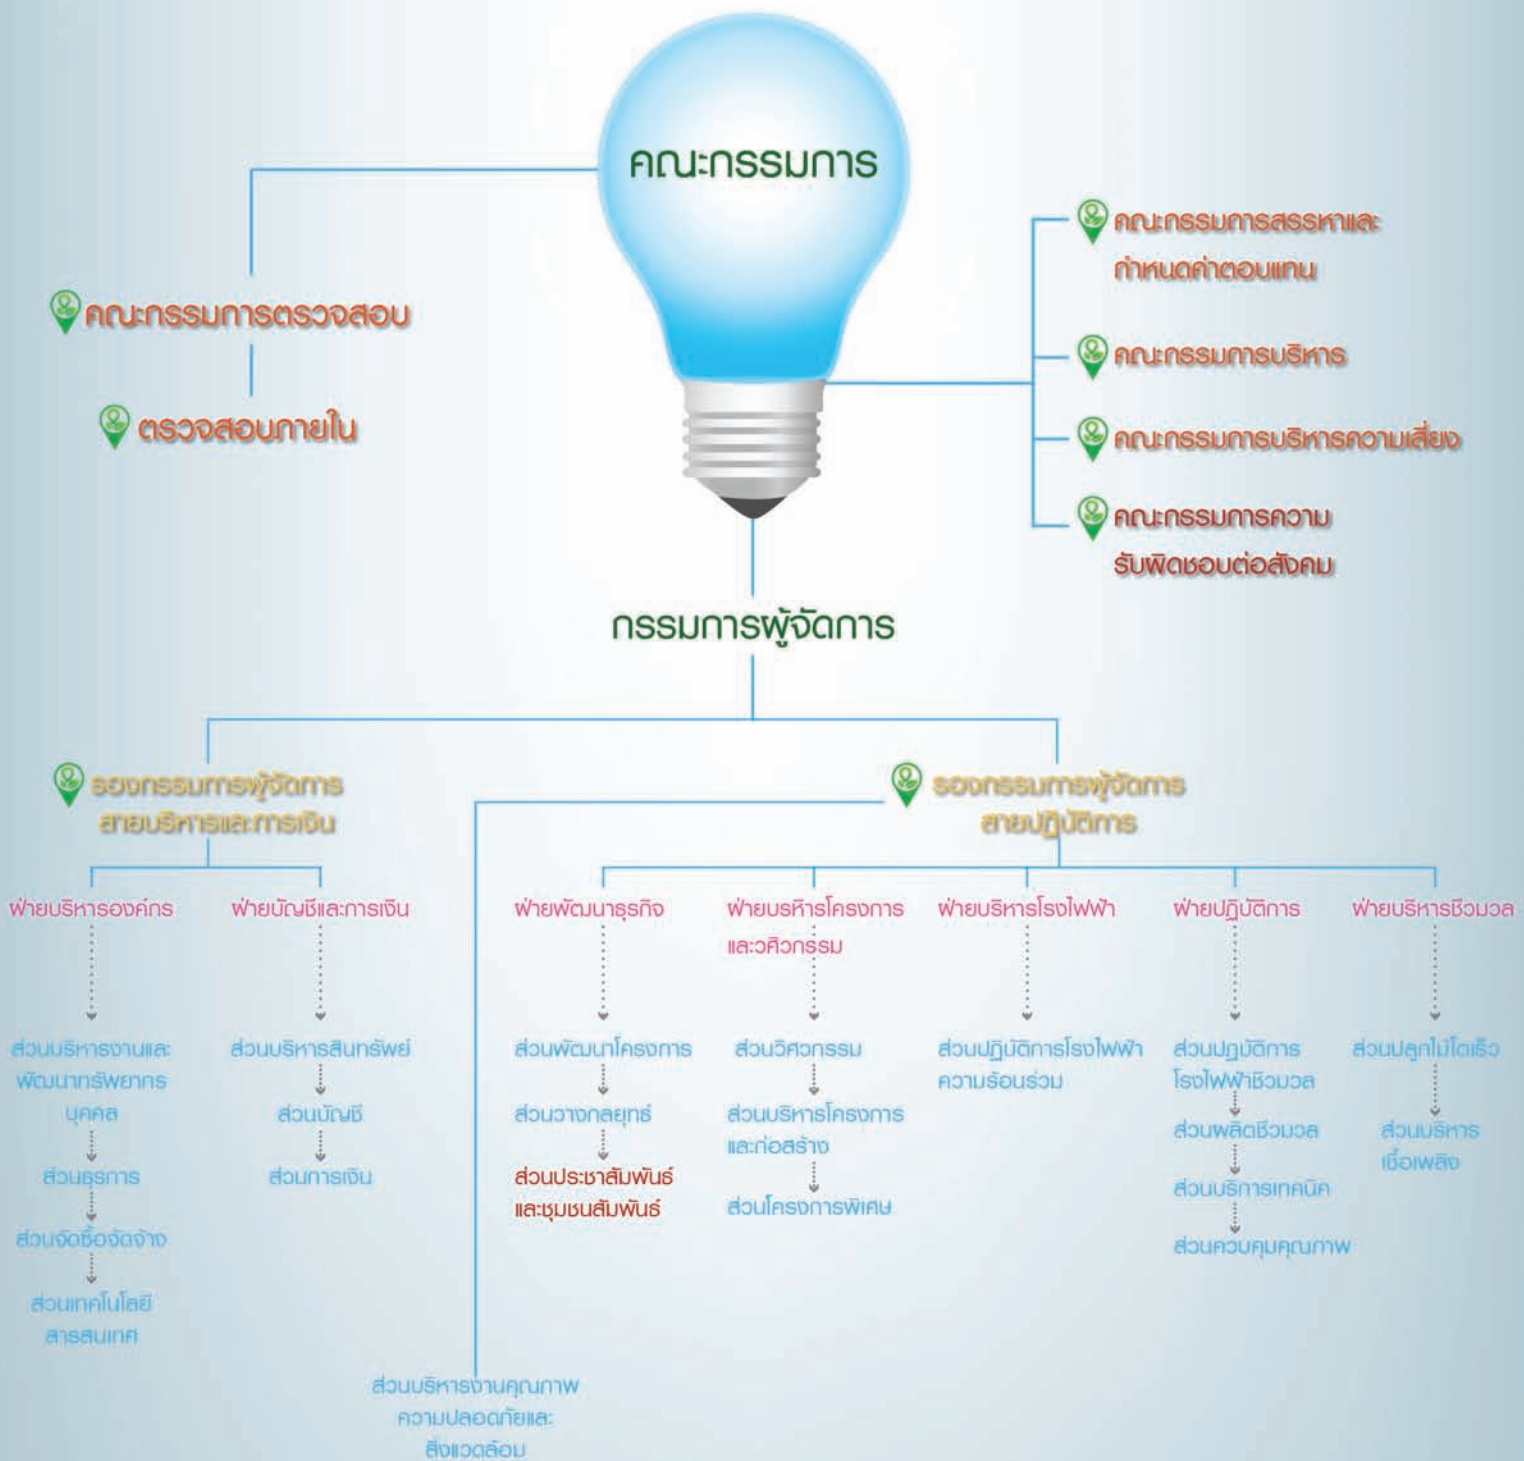 คณะกรรมการ
คณะกรรมการตรวจสอบ
ตรวจสอบภายใน
คณะกรรมการสรรหาและ
กำหนดค่าตอบแทน
คณะกรรมการบริหาร
คณะกรรมการบริหารความเสี่ยง
คณะกรรมการความ
รับผิดชอบต่อสังคม
กรรมการผู้จัดการ
รองกรรมการผู้จัดการ
สายบริหารและการเงิน
รองกรรมการผู้จัดการ
สายปฏิบัติการ
ฝ่ายบริหารองค์กร
ส่วนบริหารงานและ
พัฒนาทรัพยากร
บุคคล
ส่วนธุรการ
ส่วนจัดซื้อจัดจ้าง
ส่วนเทคโนโลยี
สารสนเทศ
ฝ่ายบัญชีและการเงิน
ส่วนบริหารสินทรัพย์
ส่วนบัญชี
ส่วนการเงิน
ส่วนบริหารงานคุณภาพ
ความปลอดภัยและ
สิ่งแวดล้อม
ฝ่ายพัฒนาธุรกิจ
ส่วนพัฒนาโครงการ
ส่วนวางกลยุทธ์
ส่วนประชาสัมพันธ์
และชุมชนสัมพันธ์
ฝ่ายบรหิารโครงการ
และวศิวกรรม
ส่วนวิศวกรรม
ส่วนบริหารโครงการ
และก่อสร้าง
ส่วนโครงการพิเศษ
ฝ่ายบริหารโรงไฟฟ้า
ส่วนปฏิบัติการโรงไฟฟ้า
ความร้อนร่วม
ฝ่ายปฏิบัติการ
ส่วนปฏบัติการ
โรงไฟฟ้าชีวมวล
ส่วนผลิตชีวมวล
ส่วนบริการเทคนิค
ส่วนควบคุมคุณภาพ
ฝ่ายบริหารชีวมวล
ส่วนปลูกไม้โตเร็ว
ส่วนบริหาร
เชื้อเพลิง